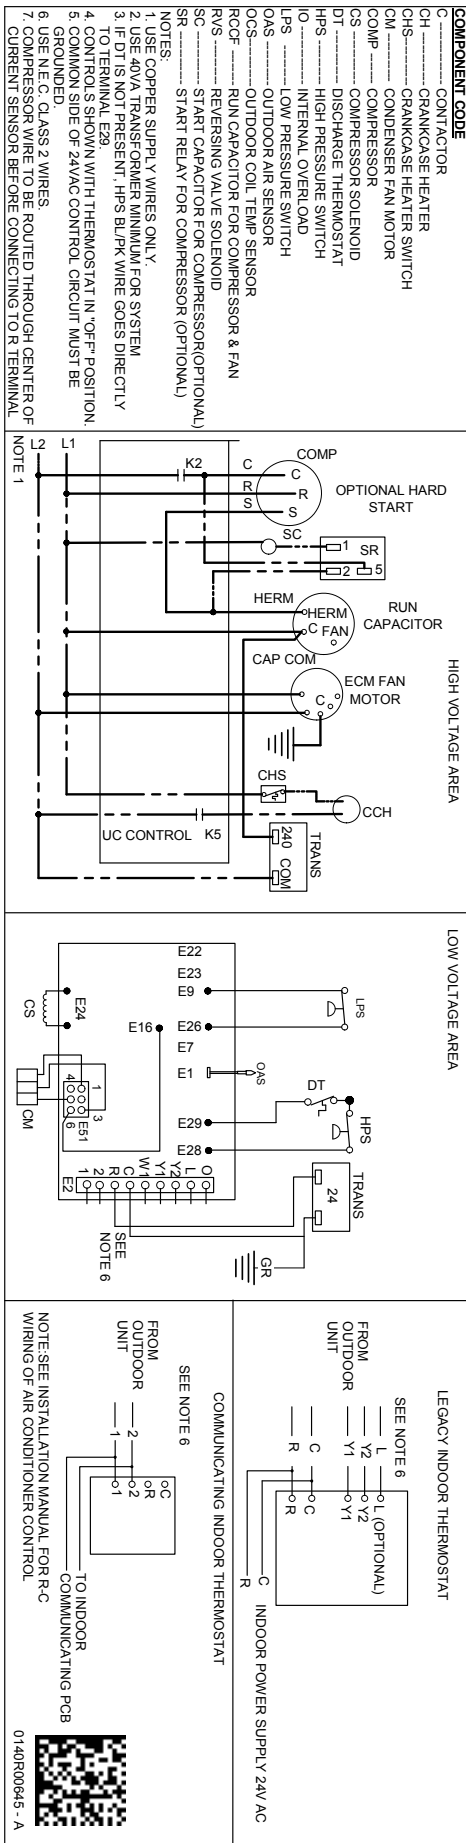 COMPONENT CODE
C ---------- CONTACTOR
CH --------- CRANKCASE HEATER
CHS-------- CRANKCASE HEATER SWITCH
CM -------- CONDENSER FAN MOTOR
COMP ----- COMPRESSOR
CS -------- COMPRESSOR SOLENOID
DT --------- DISCHARGE THERMOSTAT
HPS ------- HIGH PRESSURE SWITCH
IO ---------- INTERNAL OVERLOAD
LPS ------- LOW PRESSURE SWITCH
OAS ------- OUTDOOR AIR SENSOR
OCS--------OUTDOOR COIL TEMP SENSOR
RCCF ------ RUN CAPACITOR FOR COMPRESSOR & FAN
RVS -------- REVERSING VALVE SOLENOID
SC ---------- START CAPACITOR FOR COMPRESSOR(OPTIONAL)
SR ---------- START RELAY FOR COMPRESSOR (OPTIONAL)
NOTES:
1. USE COPPER SUPPLY WIRES ONLY.
2. USE 40VA TRANSFORMER MINIMUM FOR SYSTEM
3. IF DT IS NOT PRESENT, HPS BL/PK WIRE GOES DIRECTLY
TO TERMINAL E29.
4. CONTROLS SHOWN WITH THERMOSTAT IN "OFF" POSITION.
5. COMMON SIDE OF 24VAC CONTROL CIRCUIT MUST BE
GROUNDED.
6. USE N.E.C. CLASS 2 WIRES.
7. COMPRESSOR WIRE TO BE ROUTED THROUGH CENTER OF
CURRENT SENSOR BEFORE CONNECTING TO R TERMINAL
HIGH VOLTAGE AREA
COMP
OPTIONAL HARD
START
C
R
S
C
R
S
K2
L1
L2
NOTE 1
SC
1
SR
2
5
HERM
HERM
C
FAN
RUN
CAPACITOR
CAP COM
ECM FAN
MOTOR
C
CHS
CCH
UC CONTROL
K5
TRANS
240
COM
LOW VOLTAGE AREA
E22
E23
E9
E26
E7
E1
E29
E28
E16
E24
CS
LPS
OAS
DT
HPS
4
1
E51
6
3
CM
O
L
Y2
Y1
W1
C
R
2
1
E2
SEE
NOTE 6
TRANS
24
GR
LEGACY INDOOR THERMOSTAT
SEE NOTE 6
FROM
OUTDOOR
UNIT
L
L (OPTIONAL)
Y2
Y2
Y1
Y1
C
C
R
R
C
R
INDOOR POWER SUPPLY 24V AC
COMMUNICATING INDOOR THERMOSTAT
SEE NOTE 6
FROM
OUTDOOR
UNIT
C
R
2
2
1
1
TO INDOOR
COMMUNICATING PCB
NOTE:SEE INSTALLATION MANUAL FOR R-C
WIRING OF AIR CONDITIONER CONTROL
0140R00645 - A